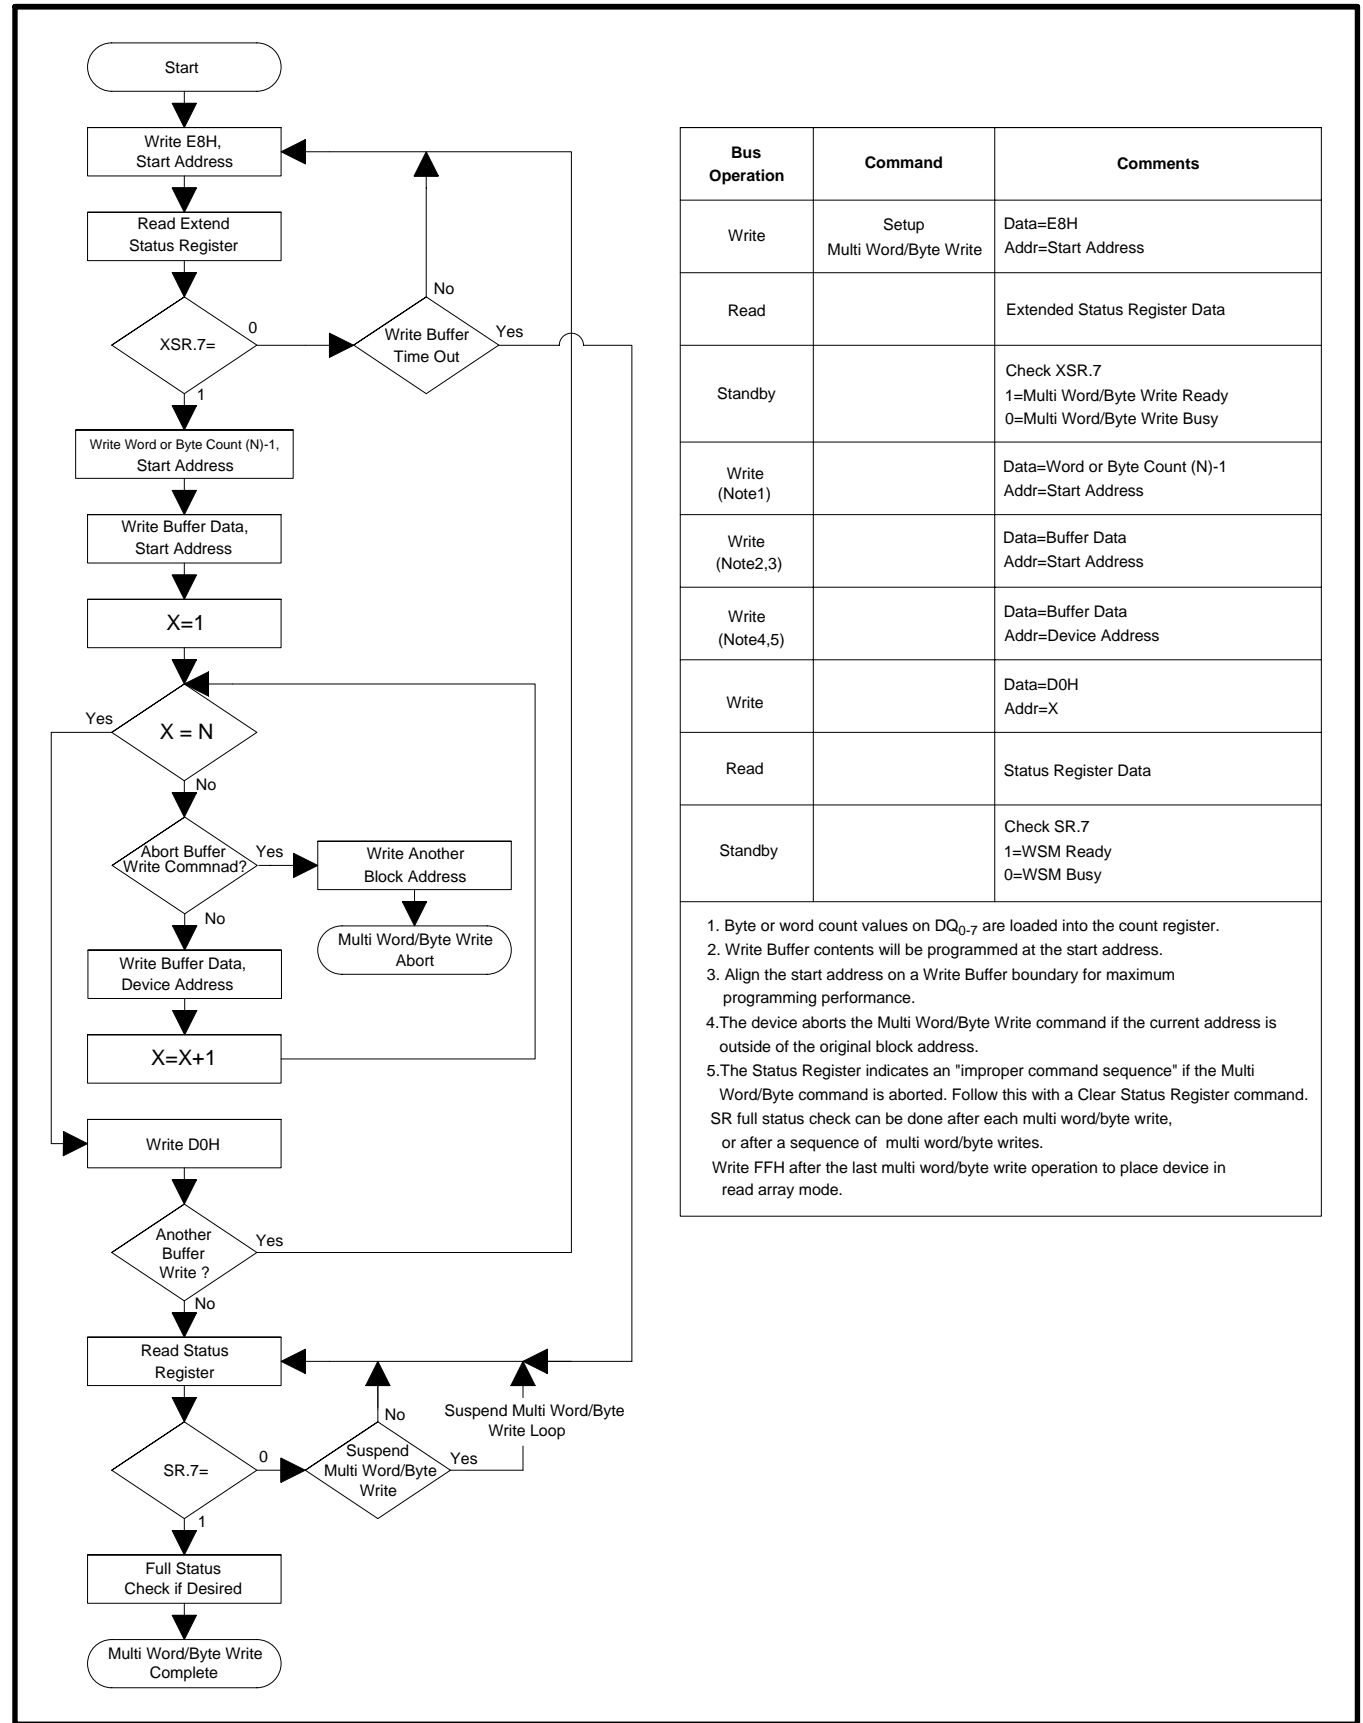 Start
Write E8H,
Start Address
Read Extend
Status Register
No
XSR.7=
0
Write Buffer
Time Out
Yes
1
Write Word or Byte Count (N)-1,
Start Address
Write Buffer Data,
Start Address
X=1
Yes
X = N
No
Abort Buffer
Write Commnad?
Yes
Write Another
Block Address
No
Multi Word/Byte Write
Abort
Write Buffer Data,
Device Address
X=X+1
Write D0H
Another
Buffer
Write ?
Yes
No
Read Status
Register
No
Suspend Multi Word/Byte
Write Loop
SR.7=
0
Suspend
Multi Word/Byte
Write
Yes
1
Full Status
Check if Desired
Multi Word/Byte Write
Complete
Bus
Operation
Command
Comments
Write
Setup
Multi Word/Byte Write
Data=E8H
Addr=Start Address
Read
Extended Status Register Data
Standby
Check XSR.7
1=Multi Word/Byte Write Ready
0=Multi Word/Byte Write Busy
Write
(Note1)
Data=Word or Byte Count (N)-1
Addr=Start Address
Write
(Note2,3)
Data=Buffer Data
Addr=Start Address
Write
(Note4,5)
Data=Buffer Data
Addr=Device Address
Write
Data=D0H
Addr=X
Read
Status Register Data
Standby
Check SR.7
1=WSM Ready
0=WSM Busy
1. Byte or word count values on DQ0-7 are loaded into the count register.
2. Write Buffer contents will be programmed at the start address.
3. Align the start address on a Write Buffer boundary for maximum
programming performance.
4.The device aborts the Multi Word/Byte Write command if the current address is
outside of the original block address.
5.The Status Register indicates an "improper command sequence" if the Multi
Word/Byte command is aborted. Follow this with a Clear Status Register command.
SR full status check can be done after each multi word/byte write,
or after a sequence of multi word/byte writes.
Write FFH after the last multi word/byte write operation to place device in
read array mode.